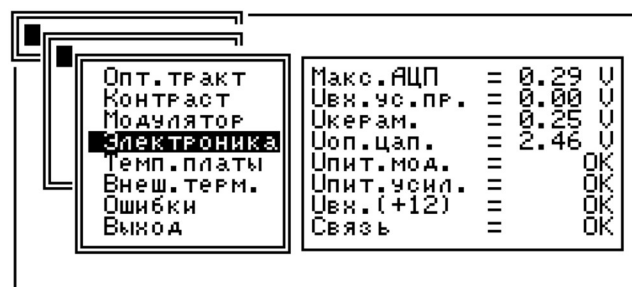 Опт.тракт
Контраст
Модулятор
Электроника
Темп.платы
Внеш.терм.
Ошибки
Выход
Макс.АЦП = 0.29 V
Uвх.ус.пр. = 0.00 V
Uкерам. = 0.25 V
Uоп.цап. = 2.46 V
Uпит.мод. = OK
Uпит.усил. = OK
Uвх.(+12) = OK
Связь = OK